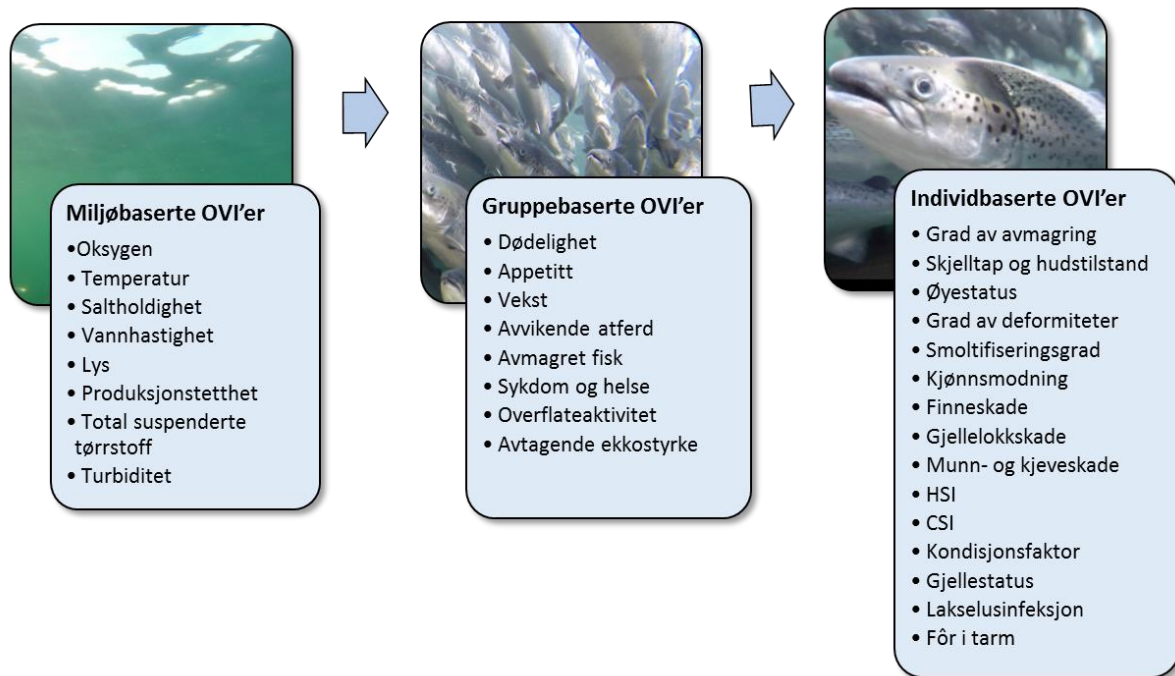 Miljøbaserte OVI'er
•Oksygen
• Temperatur
• Saltholdighet
• Vannhastighet
• Lys
• Produksjonstetthet
• Total suspenderte
tørrstoff
• Turbiditet
Gruppebaserte OVI'er
• Dødelighet
• Appetitt
• Vekst
• Avvikende atferd
• Avmagret fisk
• Sykdom og helse
• Overflateaktivitet
• Avtagende ekkostyrke
Individbaserte OVI'er
• Grad av avmagring
• Skjelltap og hudstilstand
• Øyestatus
• Grad av deformiteter
• Smoltifiseringsgrad
• Kjønnsmodning
• Finneskade
• Gjellelokkskade
• Munn- og kjeveskade
• HSI
• CSI
• Kondisjonsfaktor
• Gjellestatus
• Lakselusinfeksjon
• Fôr i tarm